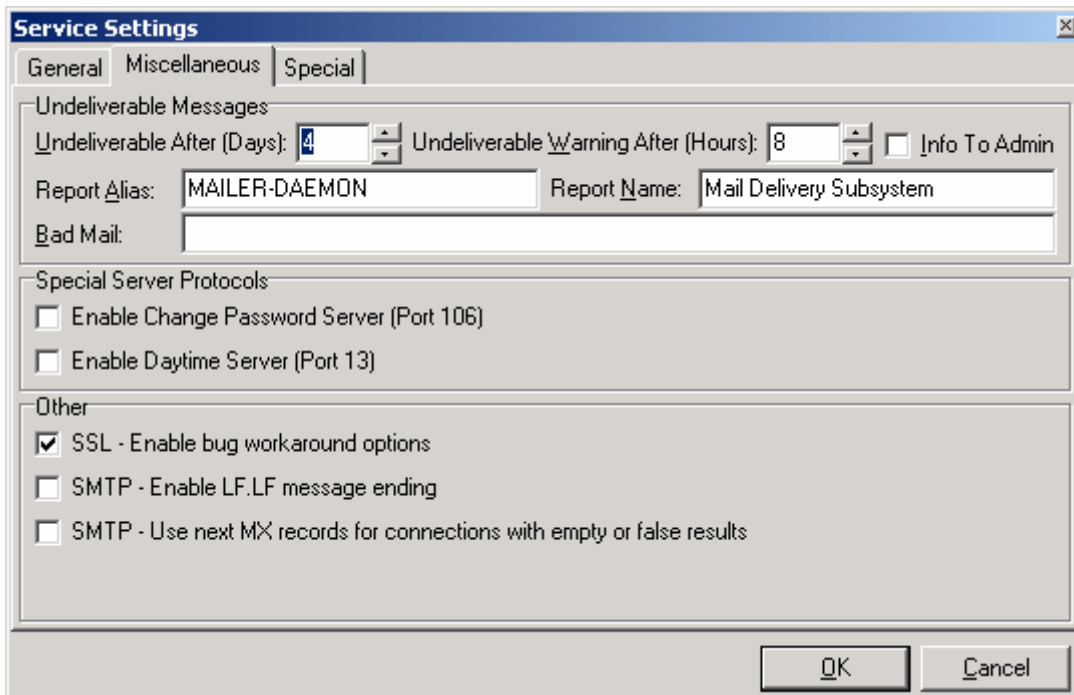 Service Settings
General Miscellaneous Special
Undeliverable Messages
Undeliverable After (Days): 4 Undeliverable Warning After (Hours): 8 Info To Admin
Report Alias: MAILER-DAEMON Report Name: Mail Delivery Subsystem
Bad Mail:
Special Server Protocols
Enable Change Password Server (Port 106)
Enable Daytime Server (Port 13)
Other
SSL - Enable bug workaround options
SMTP - Enable LF.LF message ending
SMTP - Use next MX records for connections with empty or false results
OK Cancel